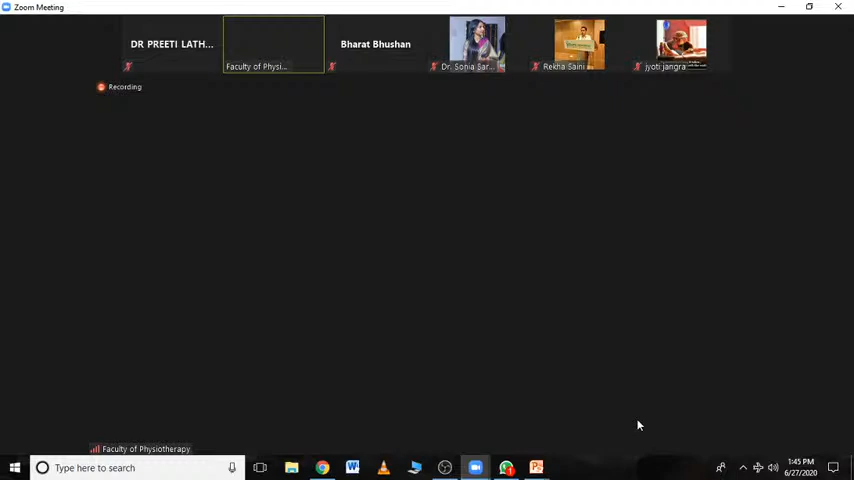 Zoom Meeting
DR PREETI LATH...
Faculty of Physi...
Bharat Bhushan
Dr. Sonia Sar...
Rekha Saini
jyoti jangra
Recording
Faculty of Physiotherapy
Type here to search
1:45 PM
6/27/2020